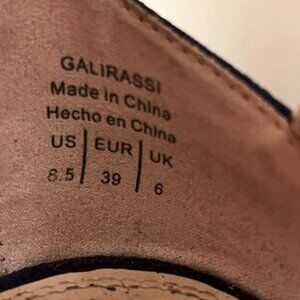 GALIRASSI
Made in China
Hecho en China
US | EUR | UK
8.5 | 39 | 6